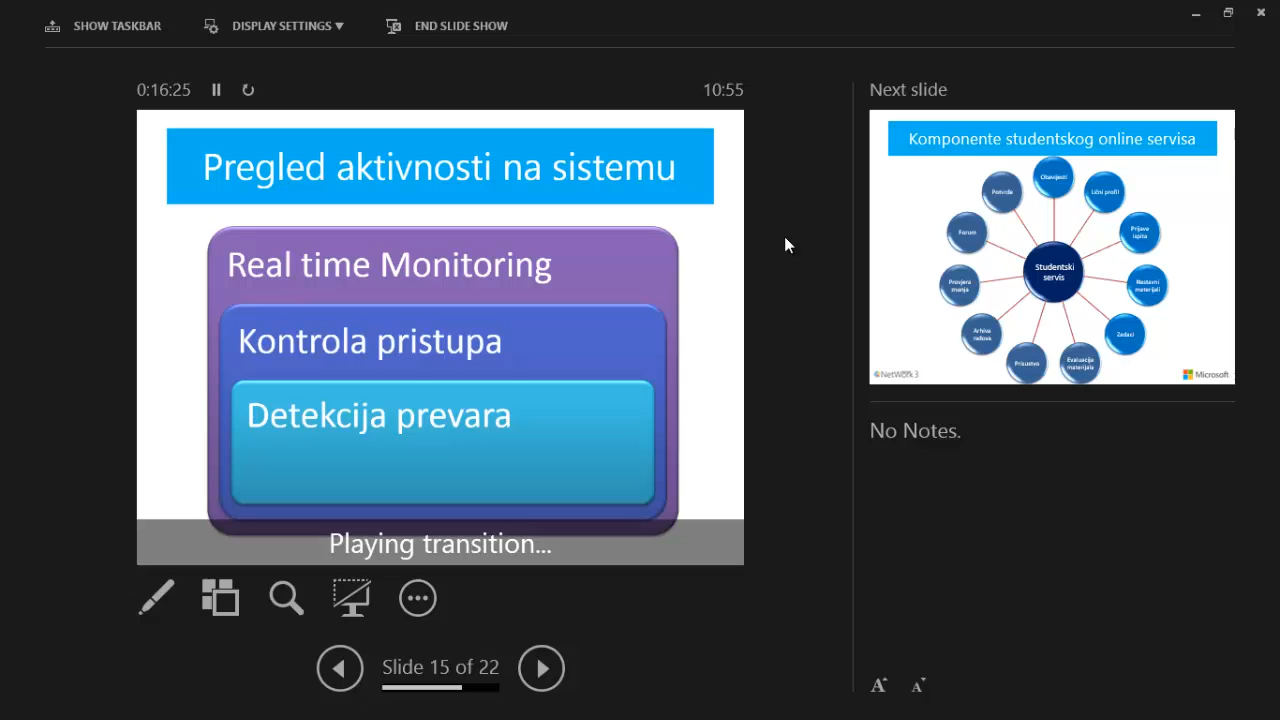 SHOW TASKBAR
DISPLAY SETTINGS ▼
END SLIDE SHOW
0:16:25
10:55
Pregled aktivnosti na sistemu
Real time Monitoring
Kontrola pristupa
Detekcija prevara
Playing transition...
Slide 15 of 22
Next slide
Komponente studentskog online servisa
Obavijesti
Lični profil
Prijave
ispita
Nastavni
materijali
Zadaci
Evaluacija
materijala
Prisustvo
Arhiva
Provjera
znanja
Forum
Potvrde
Studentski
servis
Microsoft
No Notes.
A A